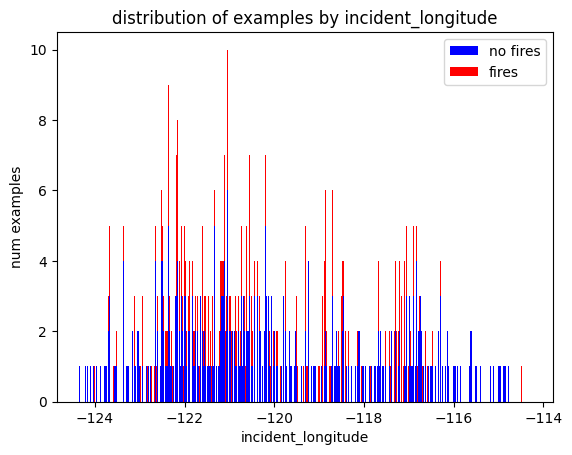 distribution of examples by incident_longitude
no fires
fires
num examples
10
8
6
4
2
0
−124
−122
−120
−118
−116
−114
incident_longitude